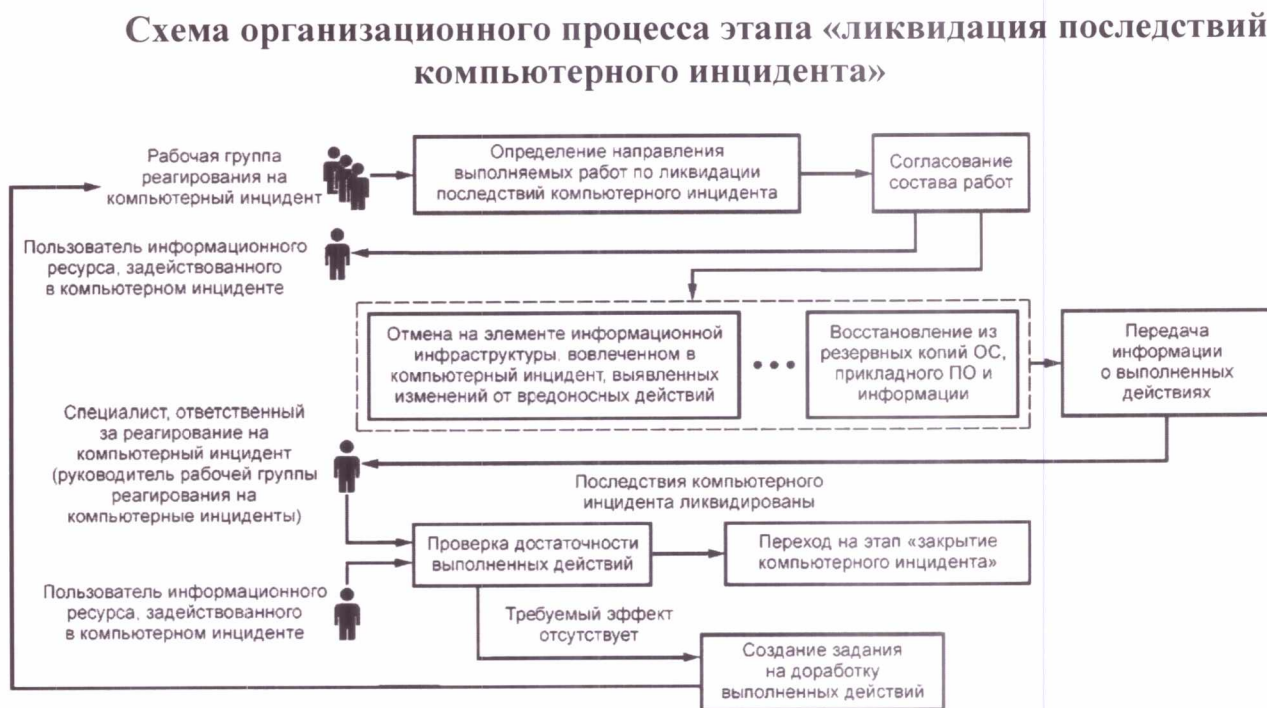 Схема организационного процесса этапа «ликвидация последствий
компьютерного инцидента»
Рабочая группа
реагирования на
компьютерный инцидент
Определение направления
выполняемых работ по ликвидации
последствий компьютерного инцидента
Согласование
состава работ
Пользователь информационного
ресурса, задействованного
в компьютерном инциденте
Отмена на элементе информационной
инфраструктуры, вовлеченном в
компьютерный инцидент, выявленных
изменений от вредоносных действий
Восстановление из
резервных копий ОС,
прикладного ПО и
информации
Передача
информации
о выполненных
действиях
Специалист, ответственный
за реагирование на
компьютерный инцидент
(руководитель рабочей группы
реагирования на
компьютерные инциденты)
Последствия компьютерного
инцидента ликвидированы
Проверка достаточности
выполненных действий
Переход на этап «закрытие
компьютерного инцидента»
Пользователь информационного
ресурса, задействованного
в компьютерном инциденте
Требуемый эффект
отсутствует
Создание задания
на доработку
выполненных действий